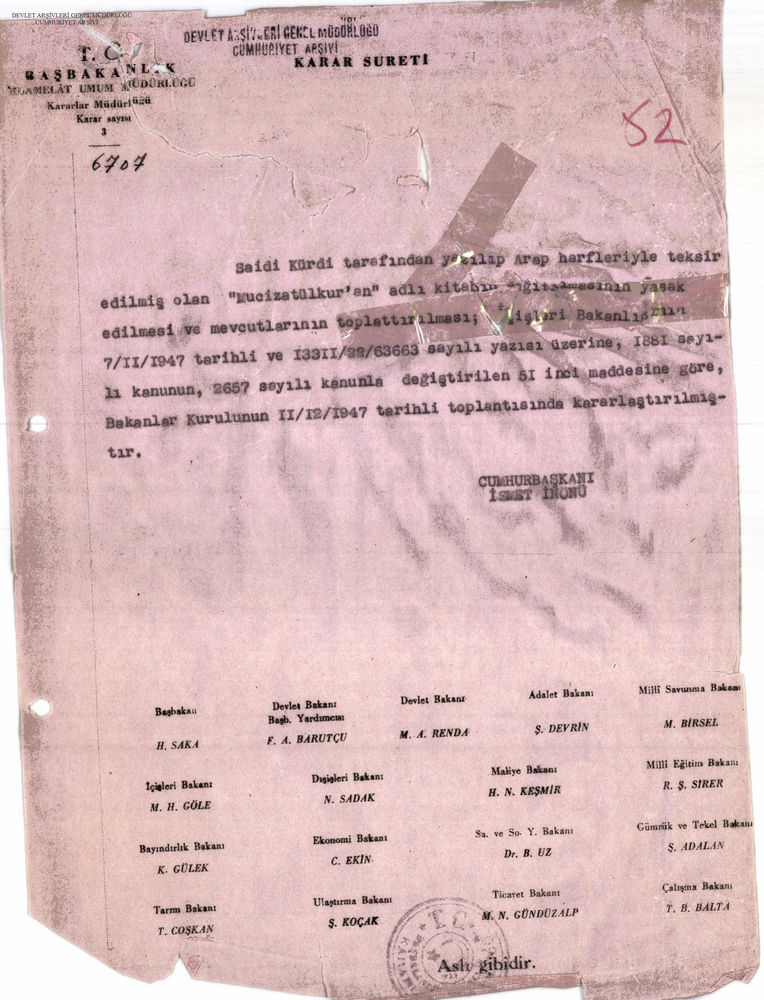 DEVLET ARŞİVLERİ GENEL MÜDÜRLÜĞÜ
CUMHURİYET ARŞİVİ
DEVLET ARŞİVLERİ GENEL MÜDÜRLÜĞÜ
CUMHURİYET ARŞİVİ
T. C.
BAŞBAKANLIK
MUAMELÂT UMUM MÜDÜRLÜĞÜ
Kararlar Müdürlüğü
Karar sayısı
3
6707
KARAR SURETİ
52
Saidi Kürdi tarafından yazılıp Arap harfleriyle teksir
edilmiş olan "Mucizatülkur'an" adlı kitabın dağıtılmasının yasak
edilmesi ve mevcutlarının toplattırılması; İçişleri Bakanlığının
7/II/1947 tarihli ve I33II/22/63663 sayılı yazısı üzerine, I88I sayı-
lı kanunun, 2657 sayılı kanunla değiştirilen 5I inci maddesine göre,
Bakanlar Kurulunun II/I2/I947 tarihli toplantısında kararlaştırılmış-
tır.
CUMHURBAŞKANI
İSMET İNÖNÜ
Başbakan
H. SAKA
Devlet Bakanı
Başb. Yardımcısı
F. A. BARUTÇU
Devlet Bakanı
M. A. RENDA
Adalet Bakanı
Ş. DEVRİN
Millî Savunma Bakanı
M. BİRSEL
İçişleri Bakanı
M. H. GÖLE
Dışişleri Bakanı
N. SADAK
Maliye Bakanı
H. N. KEŞMİR
Millî Eğitim Bakanı
R. Ş. SİRER
Bayındırlık Bakanı
K. GÜLEK
Ekonomi Bakanı
C. EKİN
Sa. ve So. Y. Bakanı
Dr. B. UZ
Gümrük ve Tekel Bakanı
Ş. ADALAN
Tarım Bakanı
T. COŞKAN
Ulaştırma Bakanı
Ş. KOÇAK
Ticaret Bakanı
M. N. GÜNDÜZALP
Çalışma Bakanı
T. B. BALTA
T. C.
Aslı gibidir.